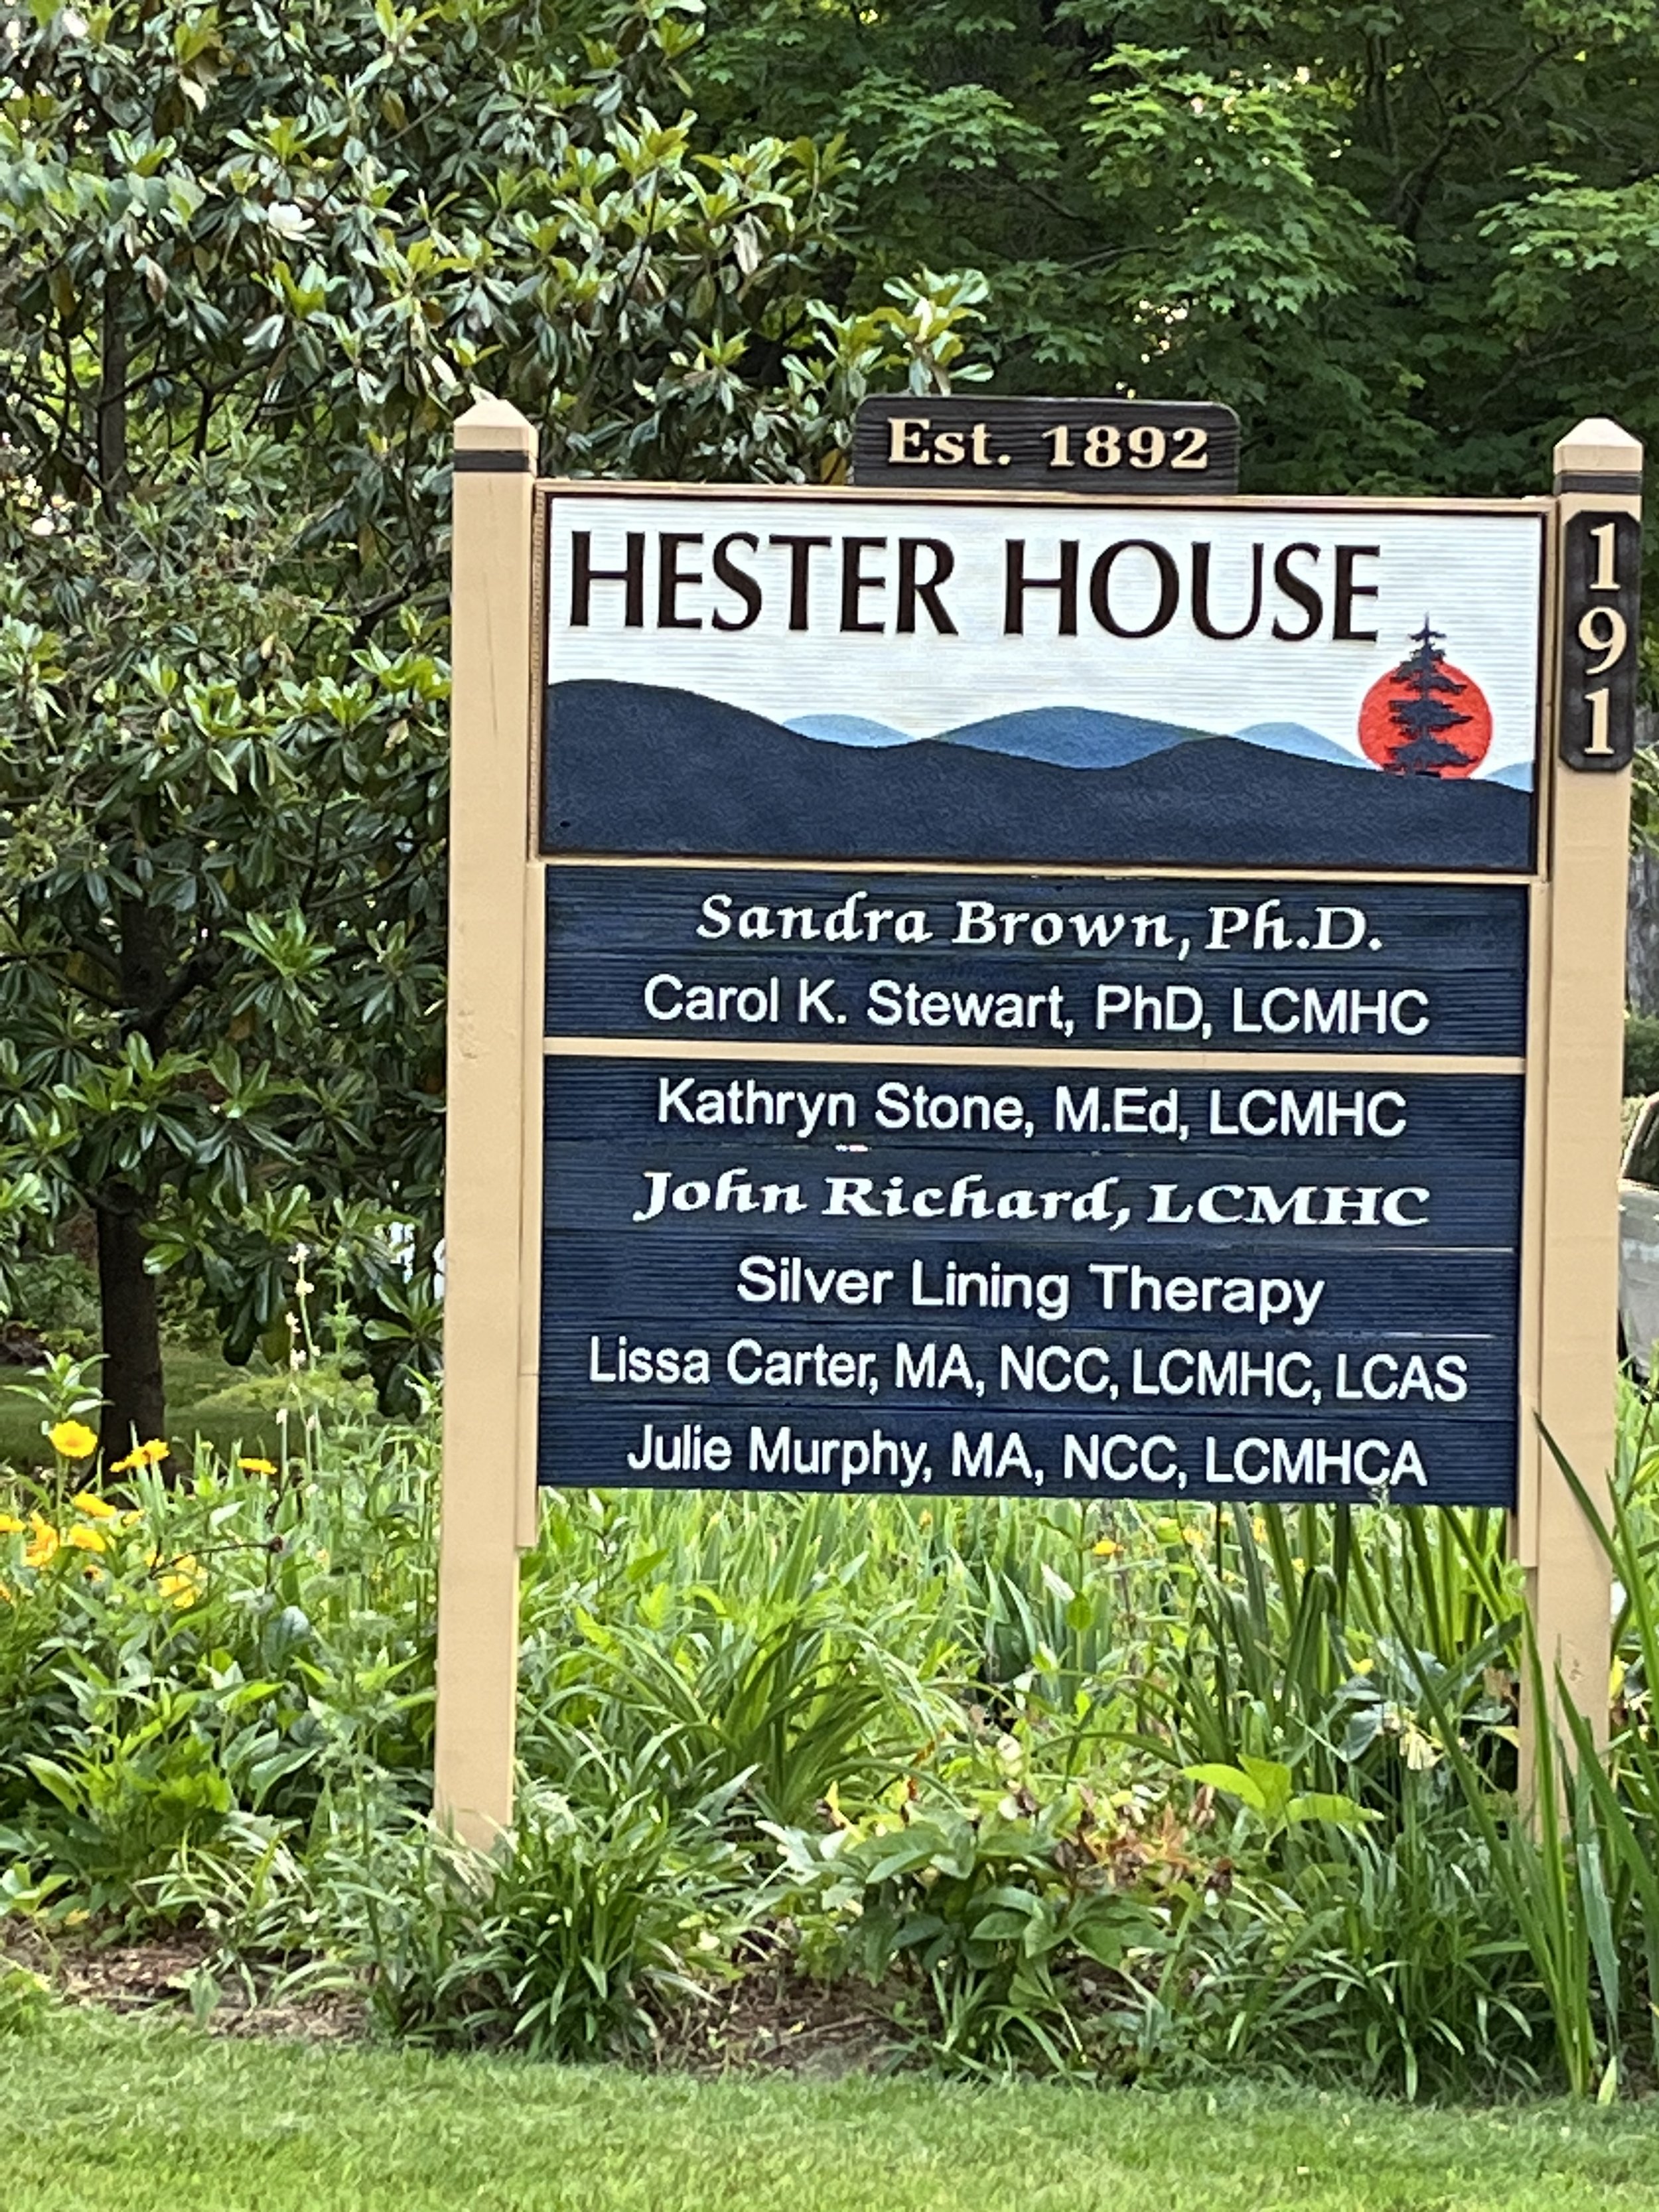 Est. 1892
HESTER HOUSE
191
Sandra Brown, Ph.D.
Carol K. Stewart, PhD, LCMHC
Kathryn Stone, M.Ed, LCMHC
John Richard, LCMHC
Silver Lining Therapy
Lissa Carter, MA, NCC, LCMHC, LCAS
Julie Murphy, MA, NCC, LCMHCA